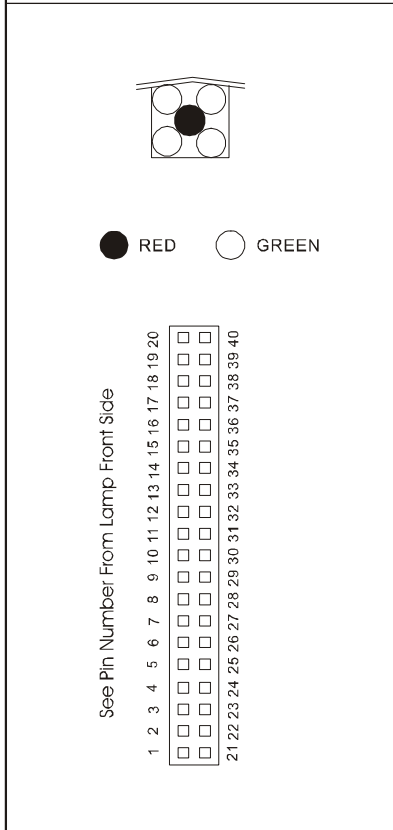 RED GREEN
See Pin Number From Lamp Front Side
1 2 3 4 5 6 7 8 9 10 11 12 13 14 15 16 17 18 19 20
21 22 23 24 25 26 27 28 29 30 31 32 33 34 35 36 37 38 39 40